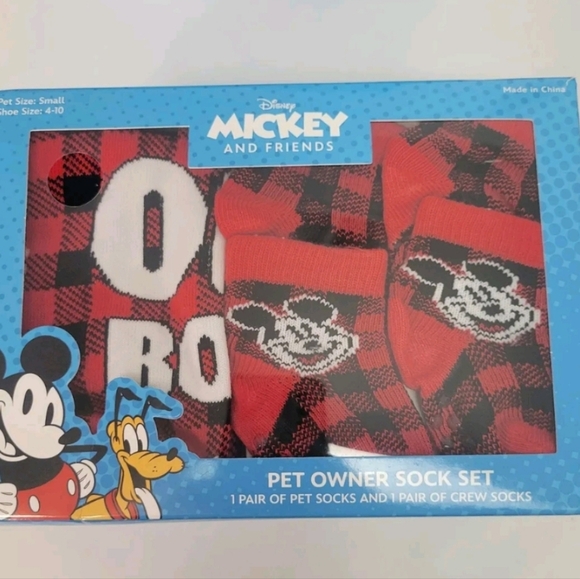 Pet Size: Small
Shoe Size: 4-10
Made in China
Disney
MICKEY
AND FRIENDS
O
BO
PET OWNER SOCK SET
1 PAIR OF PET SOCKS AND 1 PAIR OF CREW SOCKS